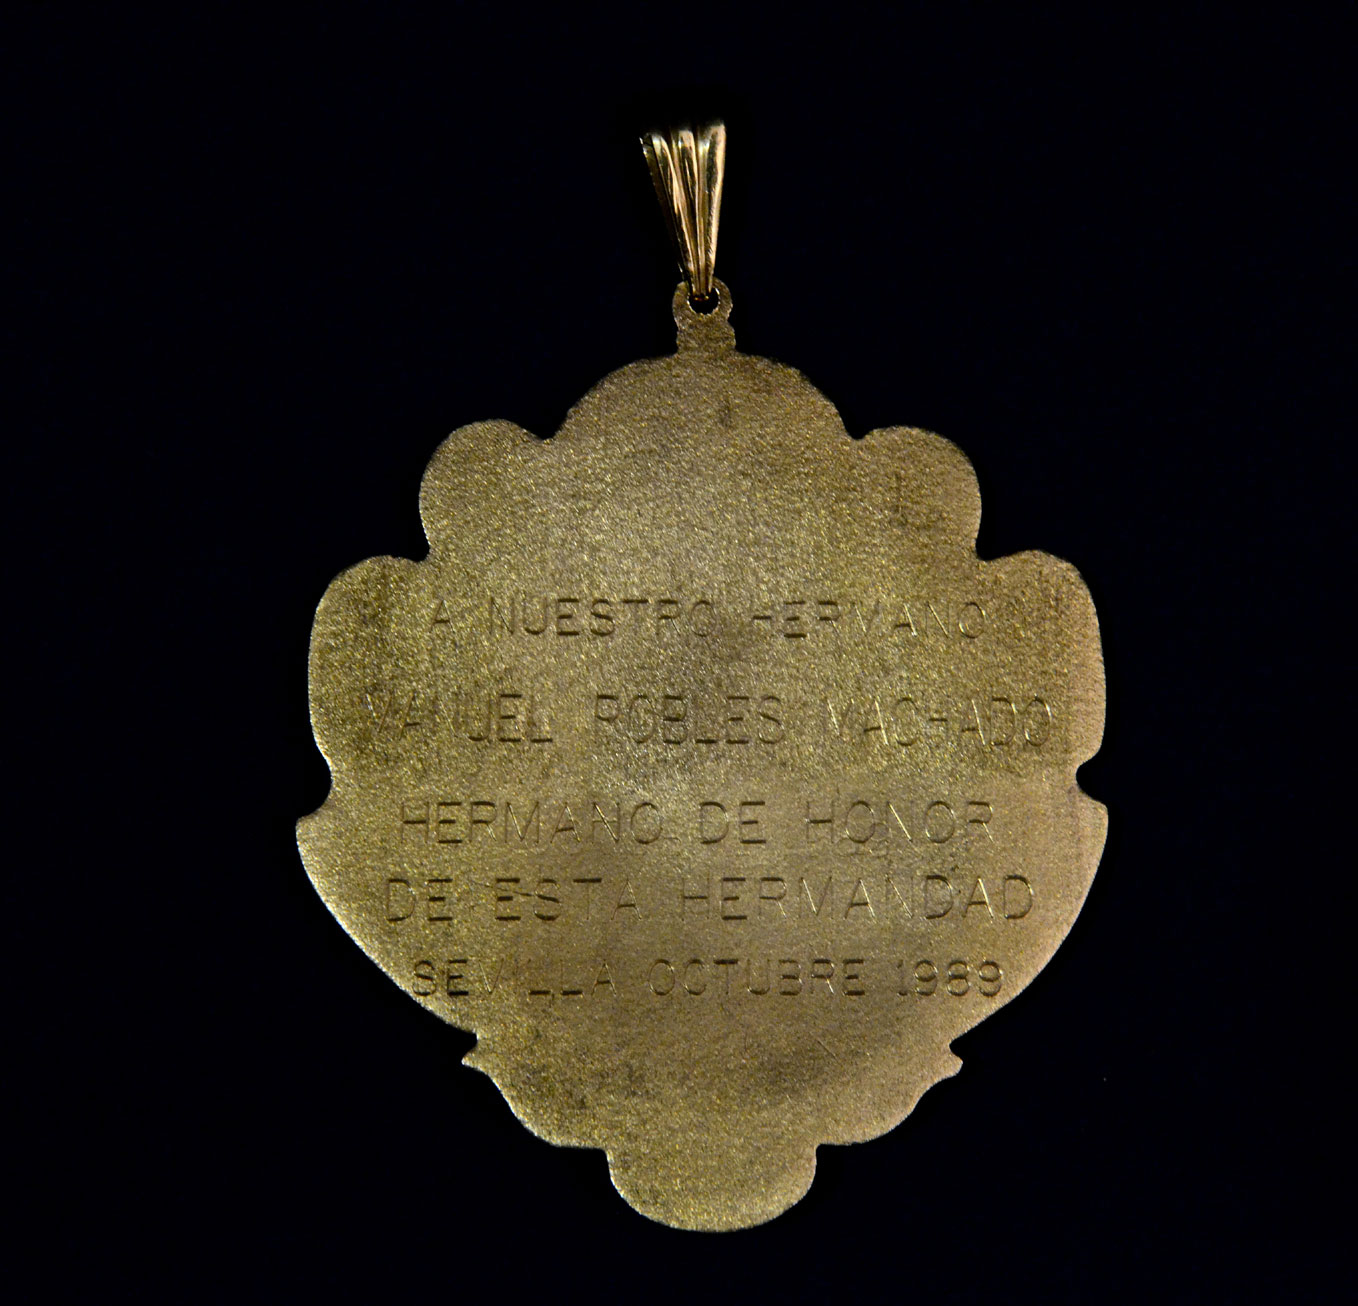 A NUESTRO HERMANO
MANUEL ROBLES MACHADO
HERMANO DE HONOR
DE ESTA HERMANDAD
SEVILLA OCTUBRE 1989